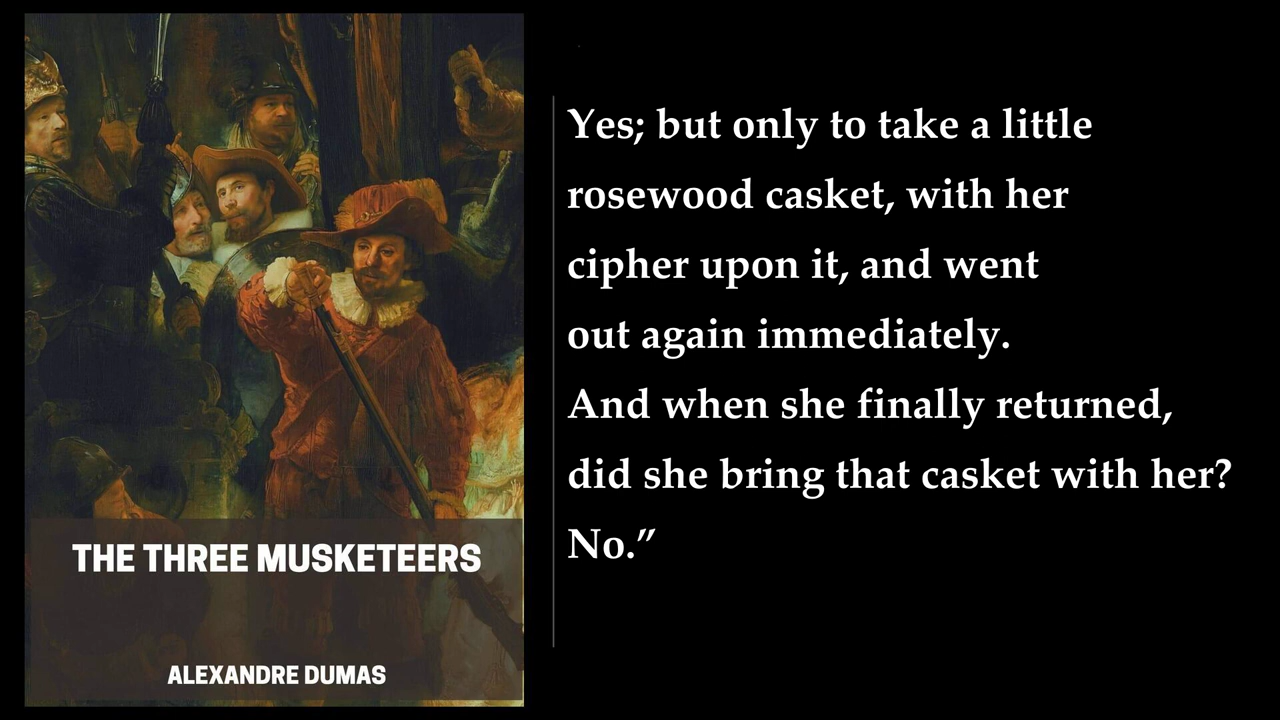 THE THREE MUSKETEERS
ALEXANDRE DUMAS
Yes; but only to take a little
rosewood casket, with her
cipher upon it, and went
out again immediately.
And when she finally returned,
did she bring that casket with her?
No.”